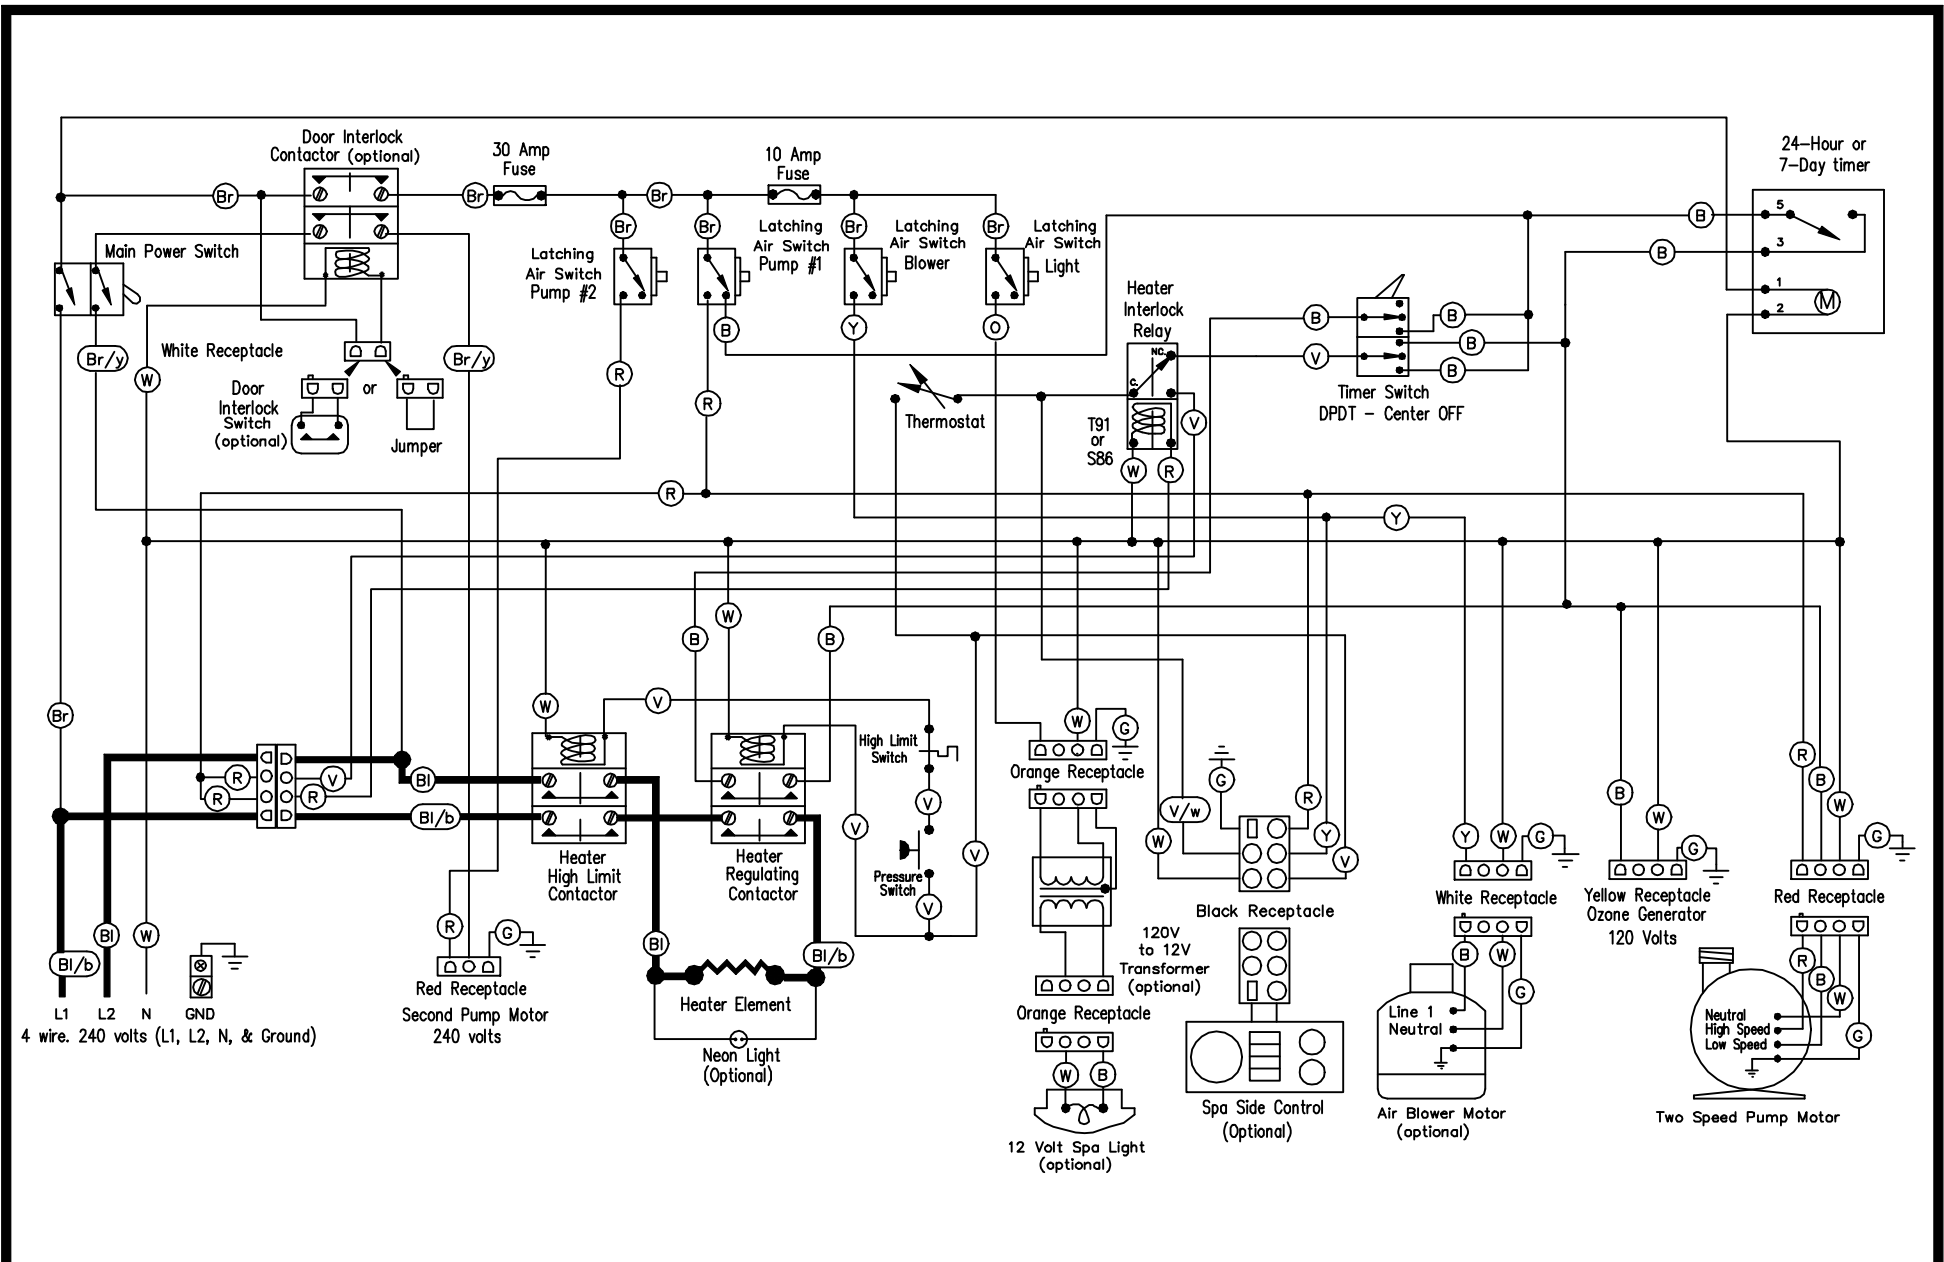 Door Interlock
Contactor (optional)
30 Amp
Fuse
10 Amp
Fuse
24-Hour or
7-Day timer
Br
Br
Br
B
5
Br
Br
Br
Br
Latching
Air Switch
Pump #1
Latching
Air Switch
Blower
Latching
Air Switch
Light
Main Power Switch
Latching
Air Switch
Pump #2
B
3
1
M
2
Heater
Interlock
Relay
NC.
C.
B
Y
O
B
B
B
V
B
Timer Switch
DPDT - Center OFF
Br/y
White Receptacle
Br/y
W
Door
Interlock
Switch
(optional)
or
Jumper
R
R
Thermostat
T91
or
S86
V
W
R
R
Y
W
B
B
W
V
Br
High Limit
Switch
W
G
Orange Receptacle
R
V
R
R
Bl
Bl/b
V
V
V
Pressure
Switch
V
G
R
V/w
W
Y
V
Black Receptacle
Heater
High Limit
Contactor
Heater
Regulating
Contactor
Y
W
G
White Receptacle
B
W
G
Yellow Receptacle
Ozone Generator
120 Volts
R
B
W
G
Red Receptacle
Bl/b
Bl
W
L1
L2
N
GND
4 wire. 240 volts (L1, L2, N, & Ground)
R
G
Red Receptacle
Second Pump Motor
240 volts
Bl
Bl/b
Heater Element
Neon Light
(Optional)
120V
to 12V
Transformer
(optional)
Orange Receptacle
W
B
12 Volt Spa Light
(optional)
Spa Side Control
(Optional)
B
W
G
Line 1
Neutral
Air Blower Motor
(optional)
R
B
W
G
Neutral
High Speed
Low Speed
Two Speed Pump Motor